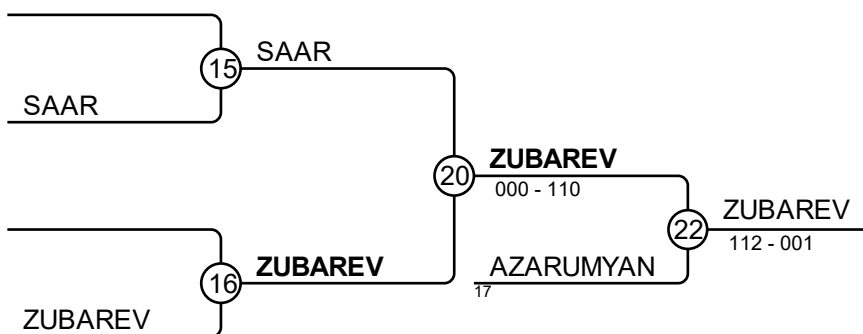 SAAR
15
SAAR
ZUBAREV
20
000 - 110
ZUBAREV
22
112 - 001
AZARUMYAN
17
ZUBAREV
16
ZUBAREV